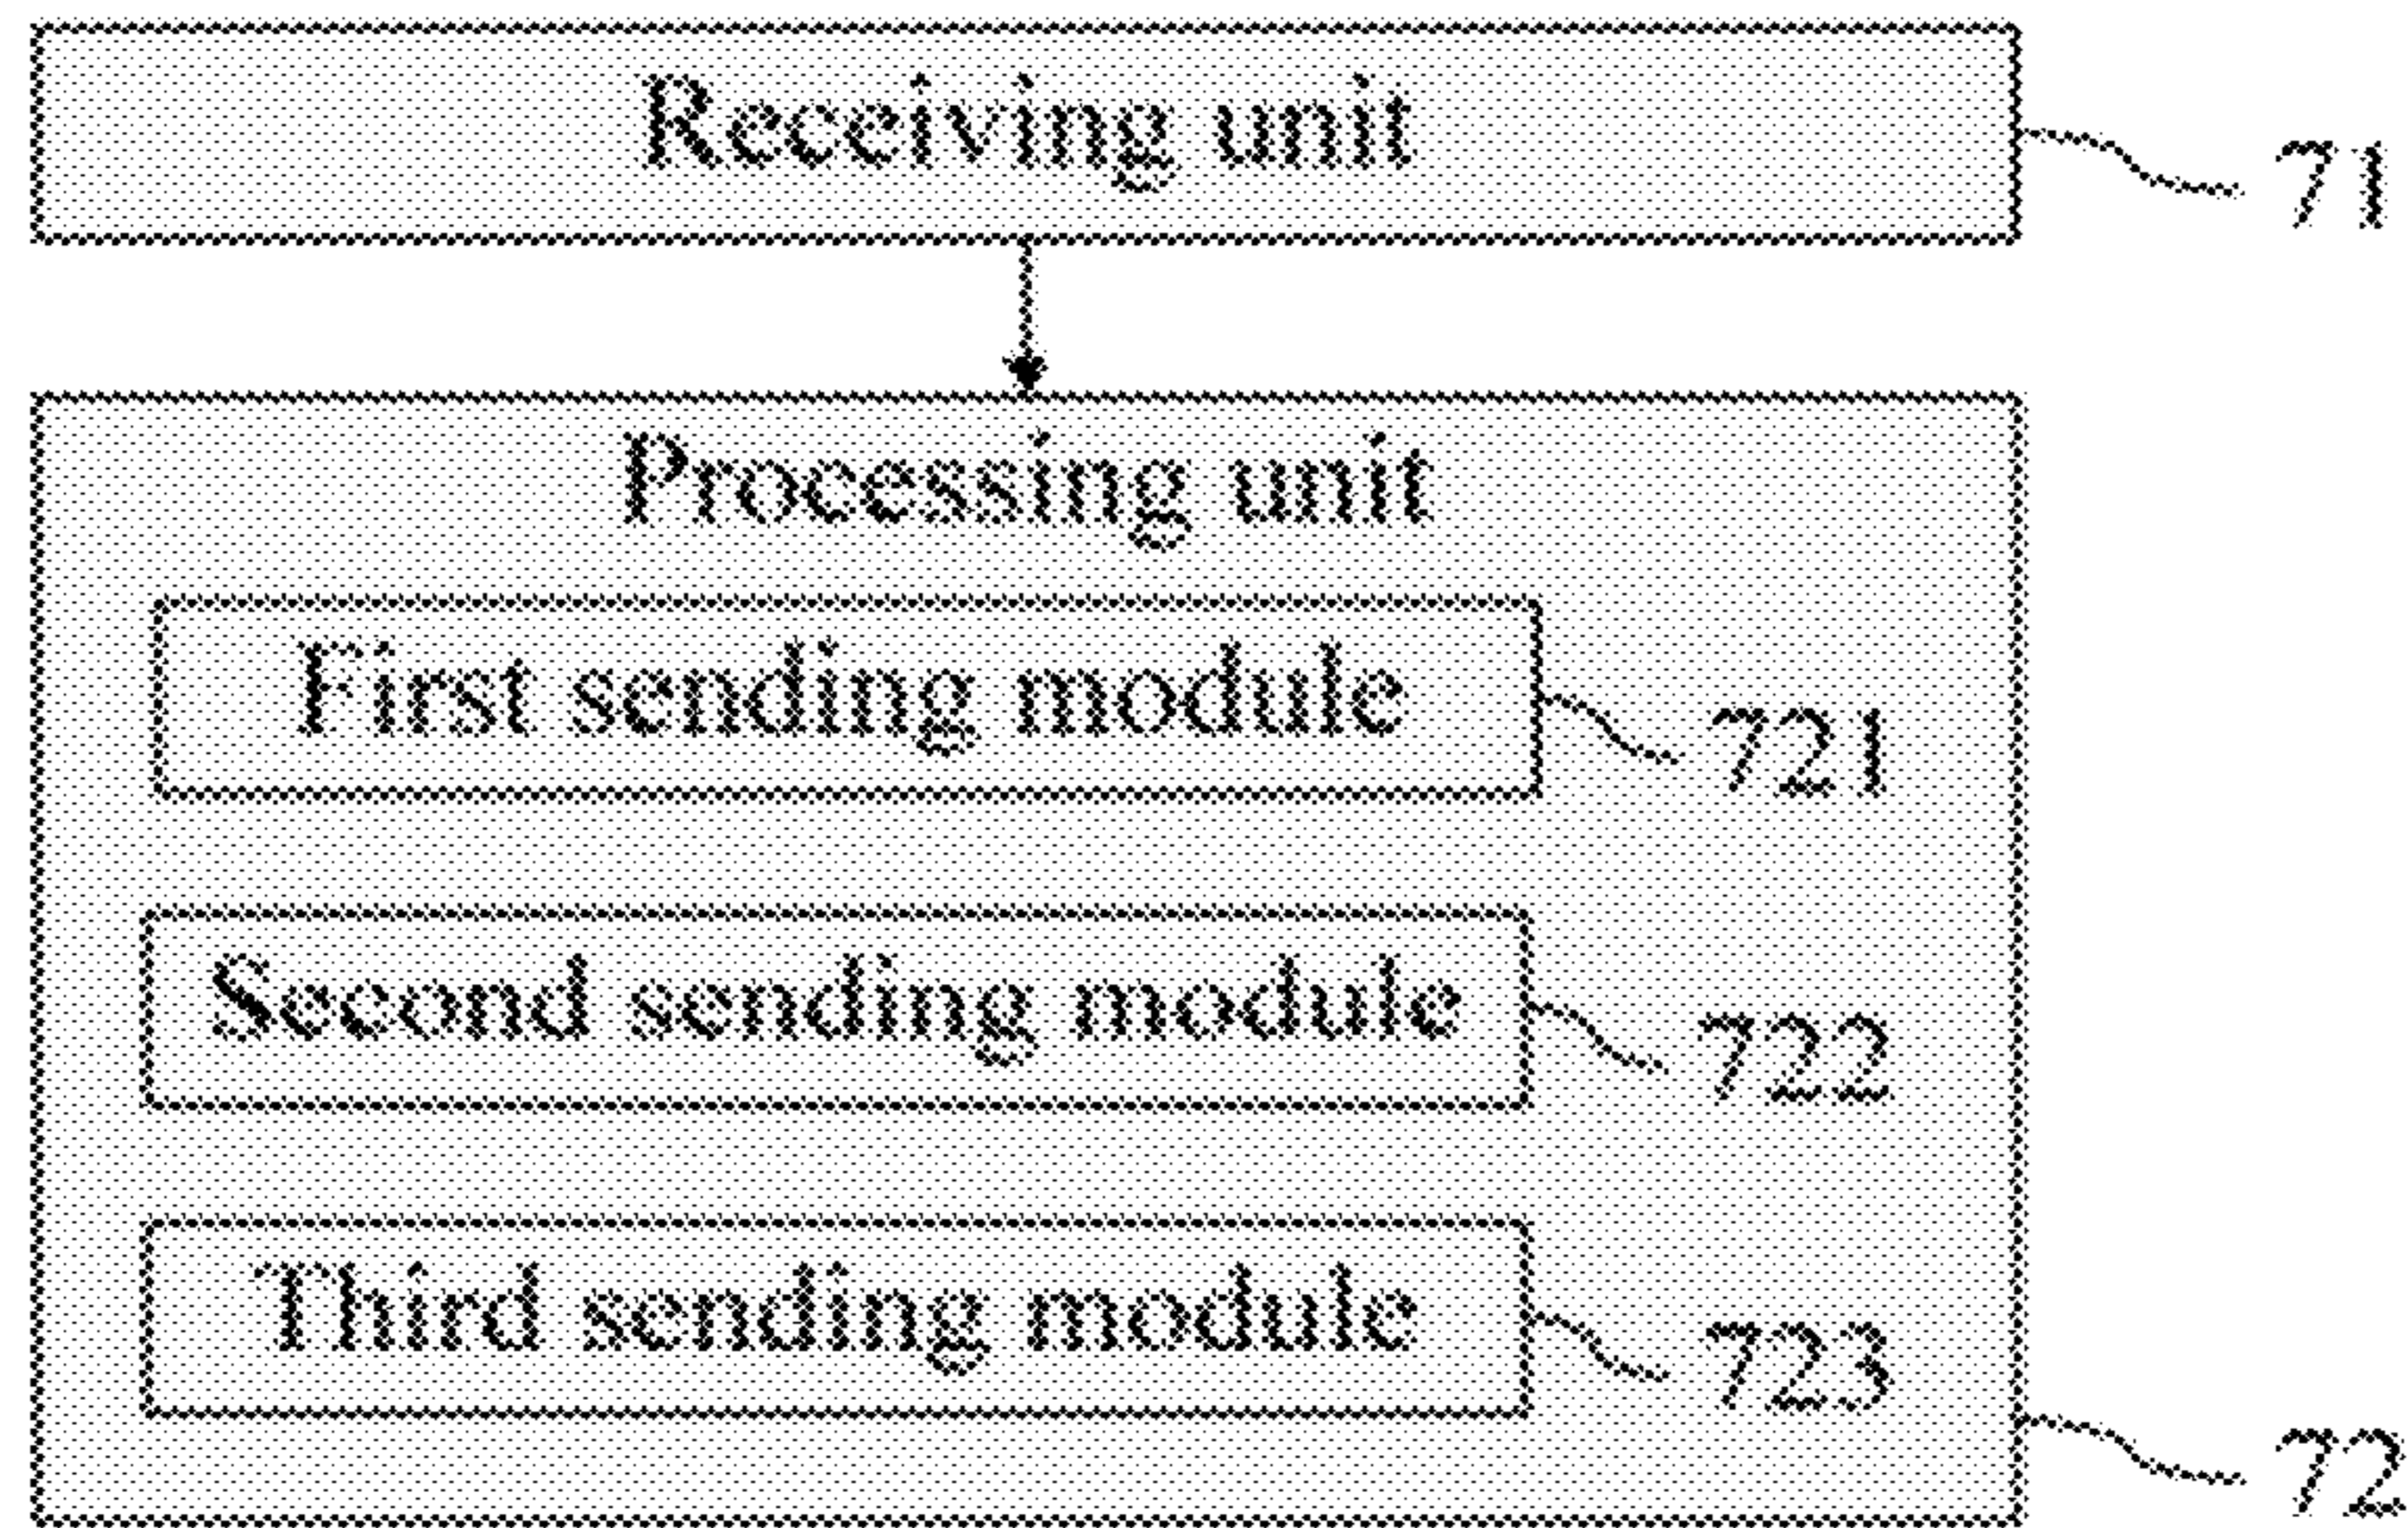 Receiving unit
71
Processing unit
First sending module
721
Second sending module
722
Third sending module
723
72